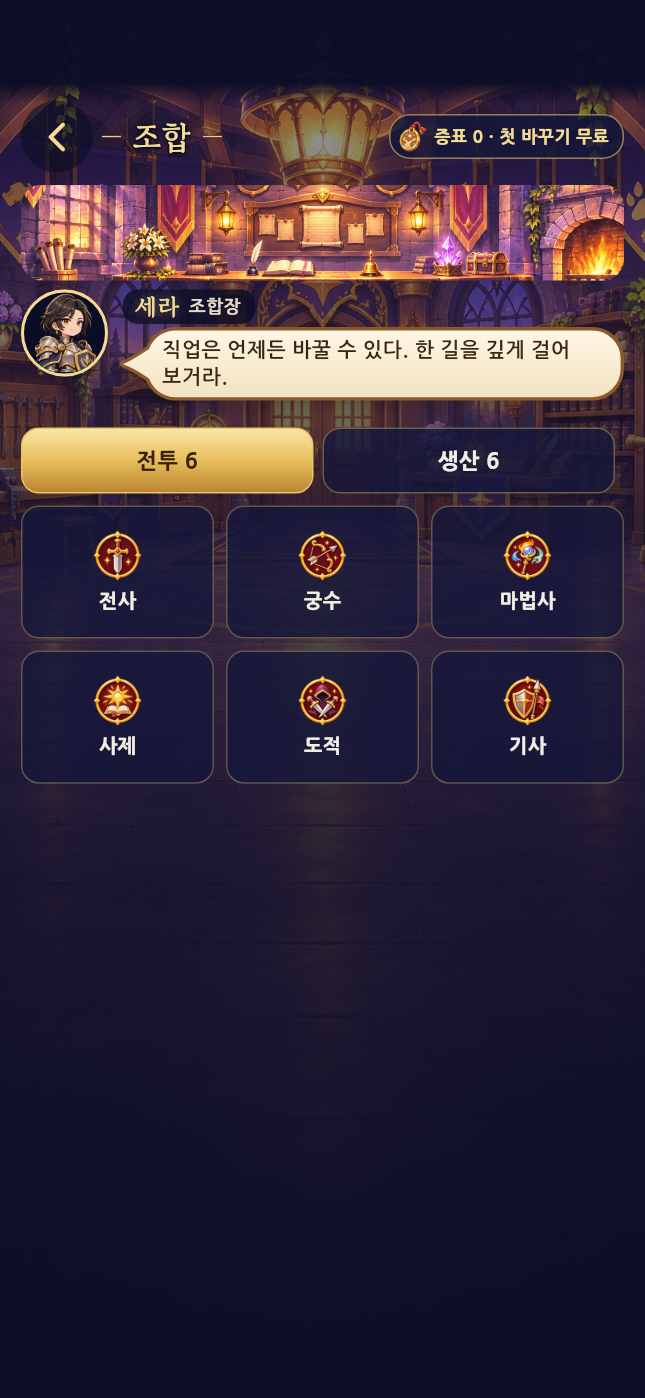 조합
증표 0 · 첫 바꾸기 무료
세라 조합장
직업은 언제든 바꿀 수 있다. 한 길을 깊게 걸어
보거라.
전투 6
생산 6
전사
궁수
마법사
사제
도적
기사